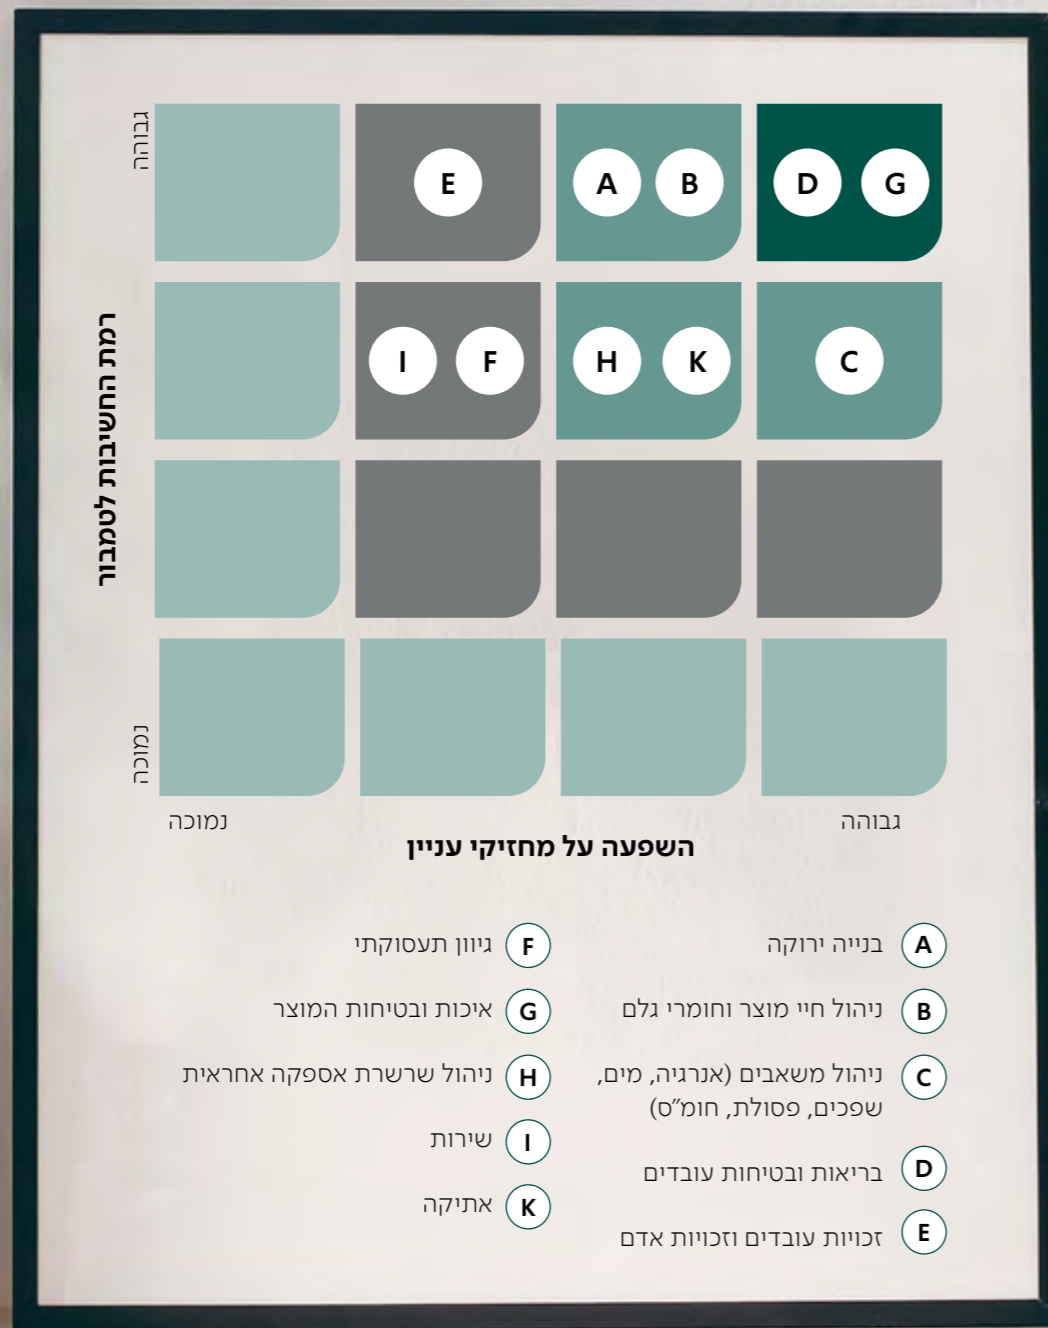 גבוהה
E
A B
D G
רמת החשיבות לטמבור
I F
H K
C
נמוכה
נמוכה
גבוהה
השפעה על מחזיקי עניין
A בנייה ירוקה
B ניהול חיי מוצר וחומרי גלם
C ניהול משאבים (אנרגיה, מים,
שפכים, פסולת, חומ״ס)
D בריאות ובטיחות עובדים
E זכויות עובדים וזכויות אדם
F גיוון תעסוקתי
G איכות ובטיחות המוצר
H ניהול שרשרת אספקה אחראית
I שירות
K אתיקה